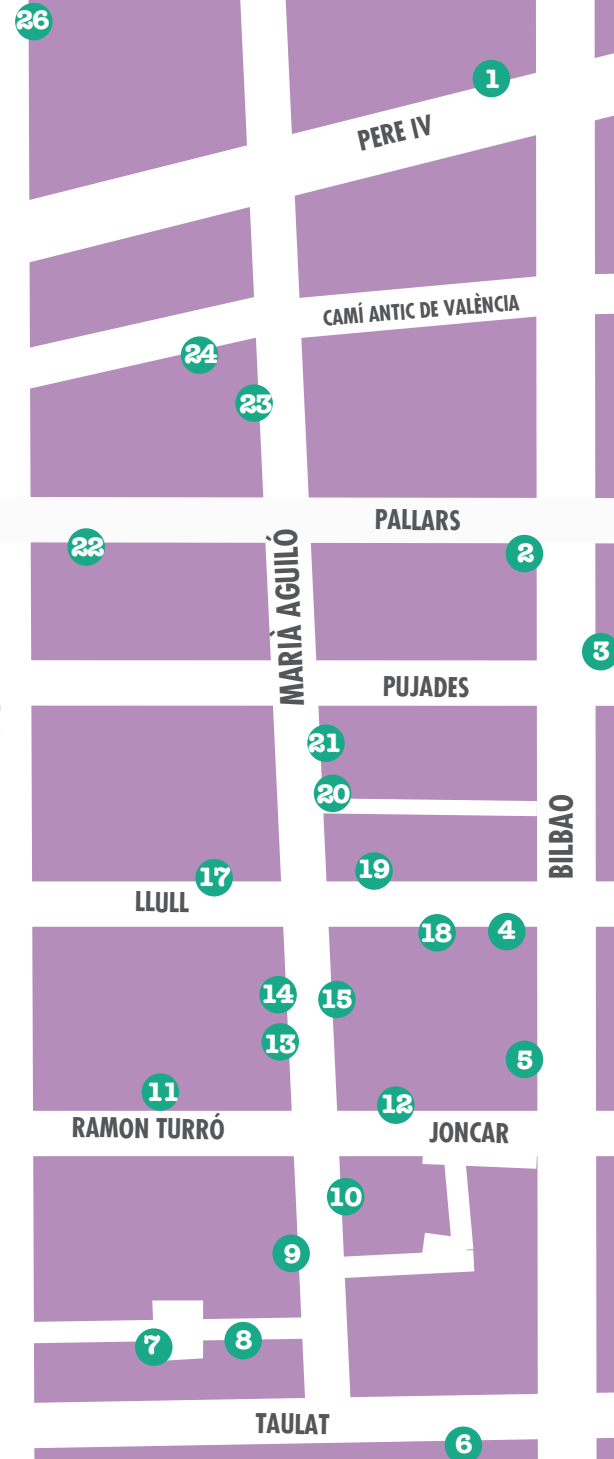 26
1
PERE IV
CAMÍ ANTIC DE VALÈNCIA
24
23
PALLARS
22
2
MARIÀ AGUILÓ
3
PUJADES
21
20
BILBAO
19
17
LLULL
18
4
14
15
13
5
11
12
RAMON TURRÓ
JONCAR
10
9
7
8
TAULAT
6